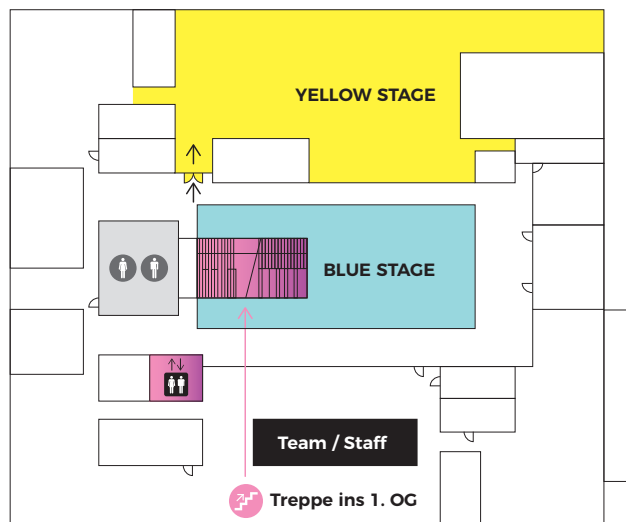 YELLOW STAGE
BLUE STAGE
Team / Staff
Treppe ins 1. OG